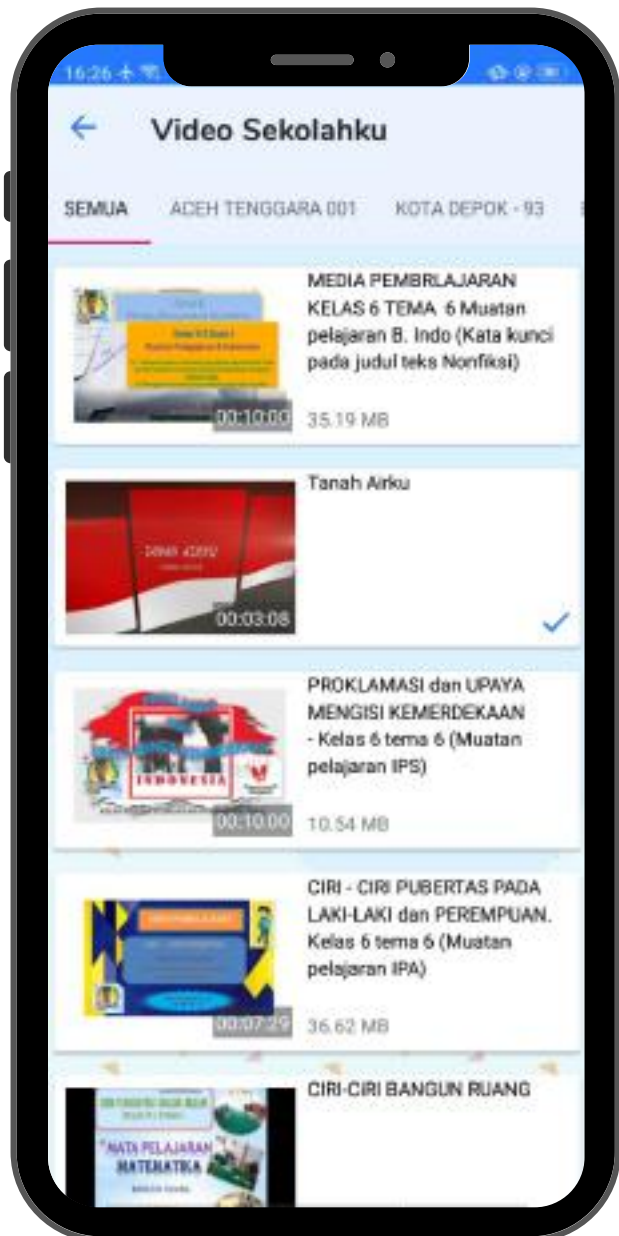 16:26
Video Sekolahku
SEMUA
ACEH TENGGARA 001
KOTA DEPOK - 93
MEDIA PEMBRLAJARAN
KELAS 6 TEMA  6 Muatan
pelajaran B. Indo (Kata kunci
pada judul teks Nonfiksi)
00:10:00
35.19 MB
Tanah Airku
TANAH AIRKU
00:03:08
PROKLAMASI dan UPAYA
MENGISI KEMERDEKAAN
- Kelas 6 tema 6 (Muatan
pelajaran IPS)
INDONESIA
00:10:00
10.54 MB
CIRI - CIRI PUBERTAS PADA
LAKI-LAKI dan PEREMPUAN.
Kelas 6 tema 6 (Muatan
pelajaran IPA)
00:07:29
36.62 MB
CIRI-CIRI BANGUN RUANG
MATA PELAJARAN
MATEMATIKA